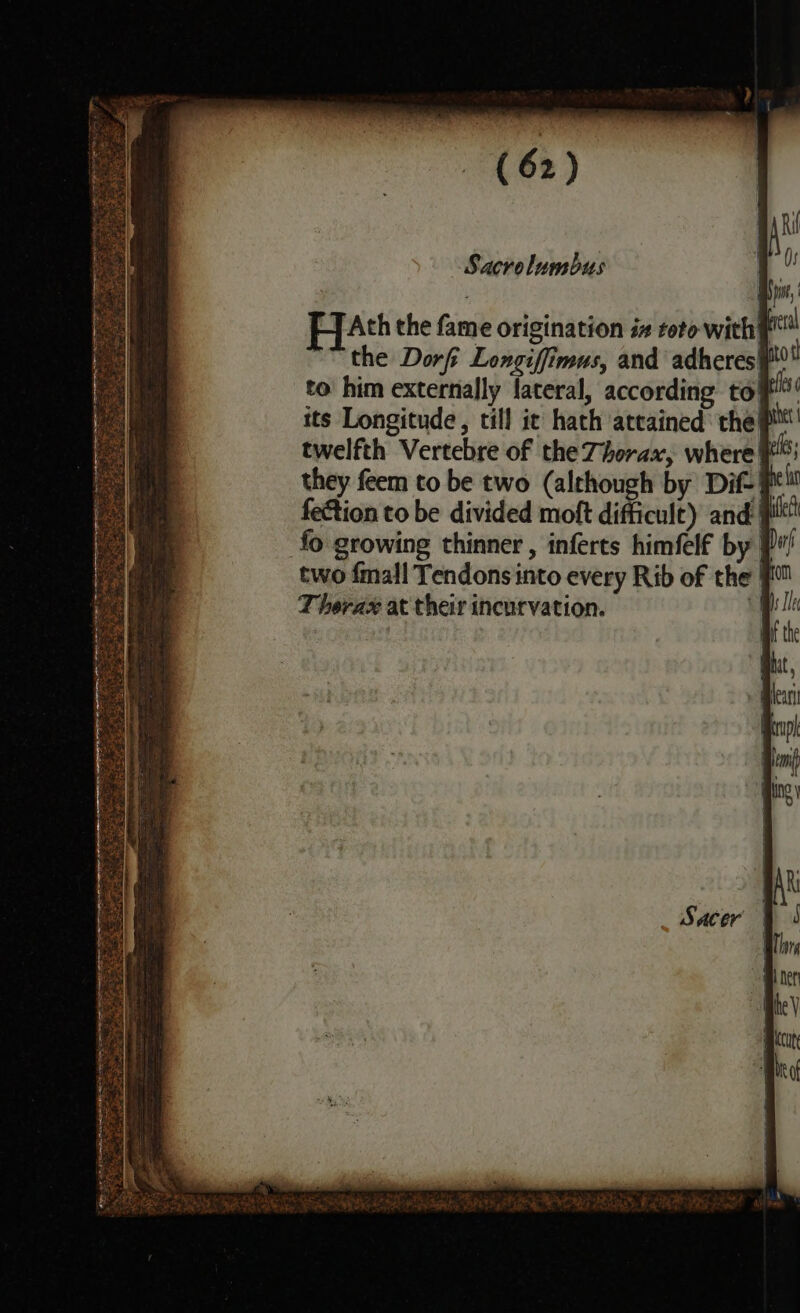 (62)
Sacrolumbus
HAth the ſame origination in toto with
the Dorſi Longiſſimus, and adheres
to him externally lateral, according to
its Longitude, till it hath attained the
twelfth Vertebre of the Thorax, where
they ſeem to be two (although by Diſ-
ſection to be divided moſt difficult) and
ſo growing thinner, inſerts himſelf by
two ſmall Tendons into every Rib of the
Thorax at their incurvation.
Sacer